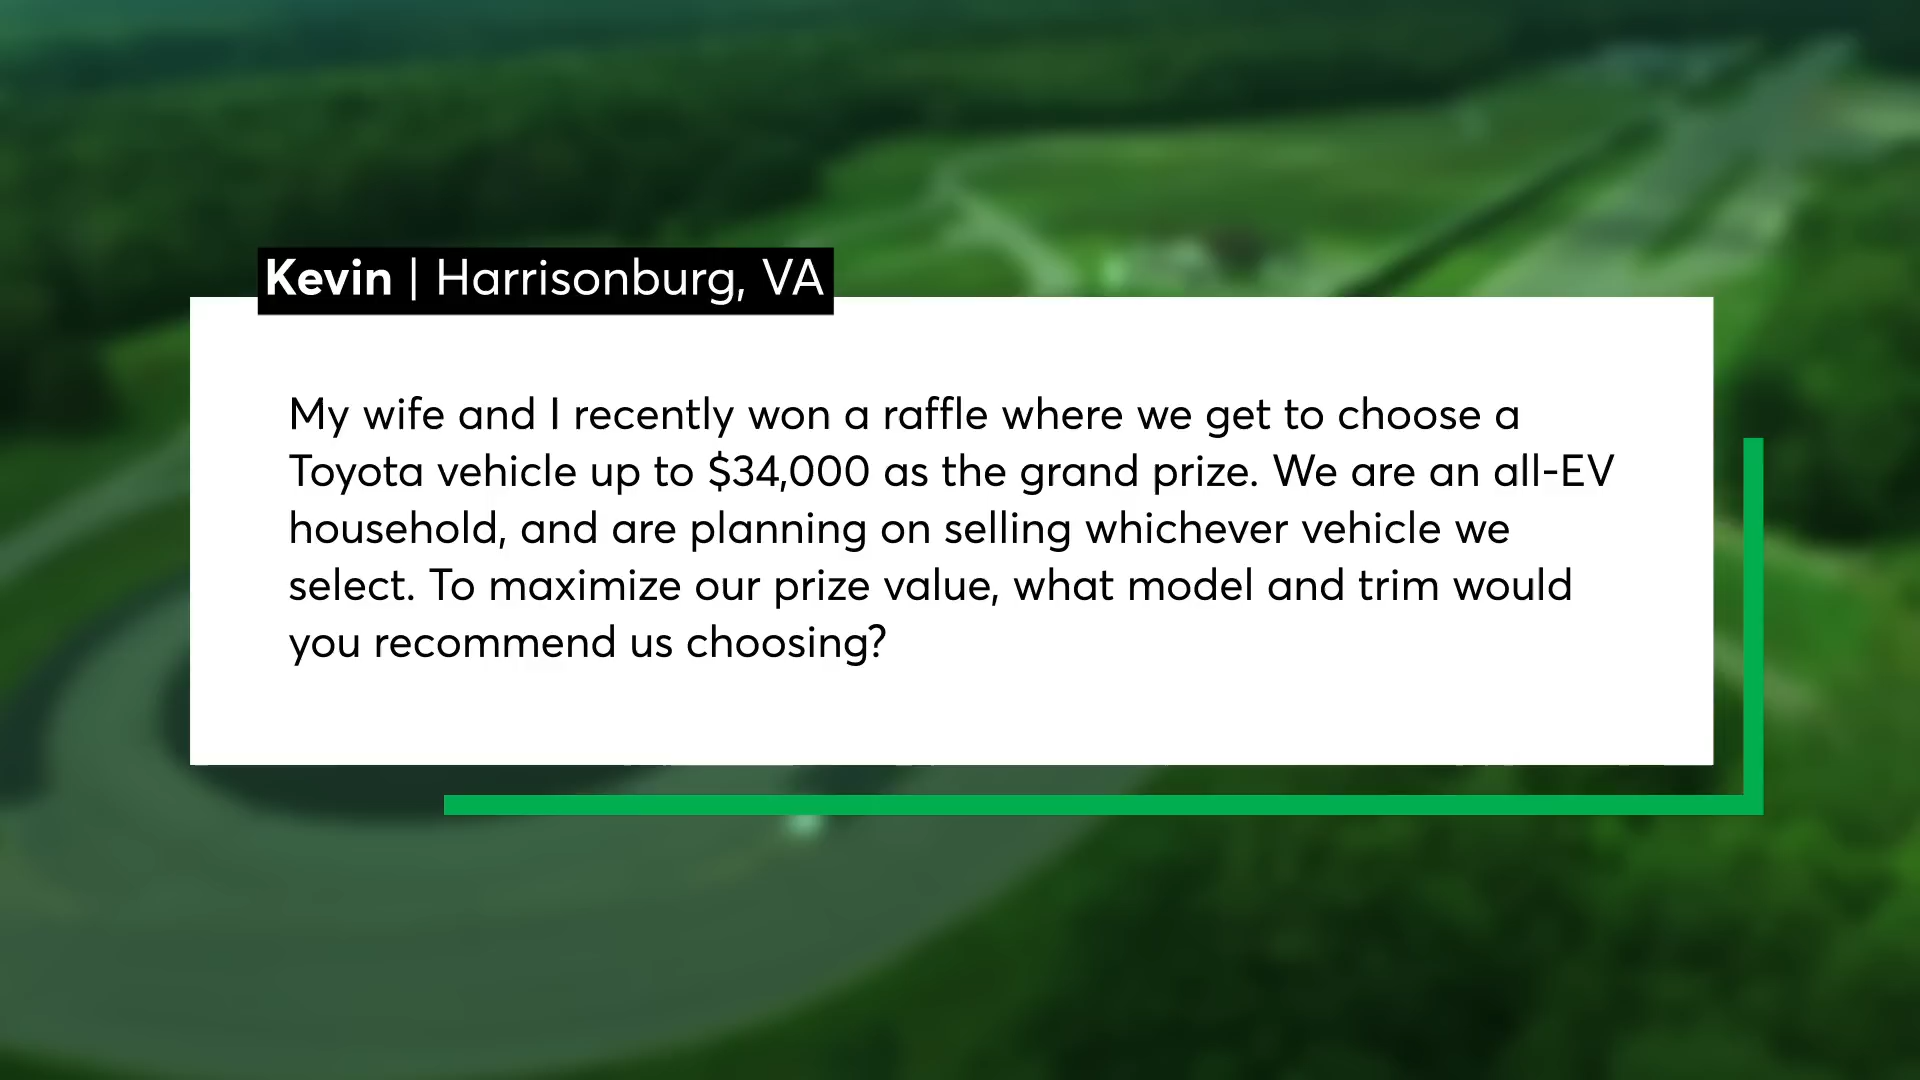 Kevin | Harrisonburg, VA
My wife and I recently won a raffle where we get to choose a
Toyota vehicle up to $34,000 as the grand prize. We are an all-EV
household, and are planning on selling whichever vehicle we
select. To maximize our prize value, what model and trim would
you recommend us choosing?